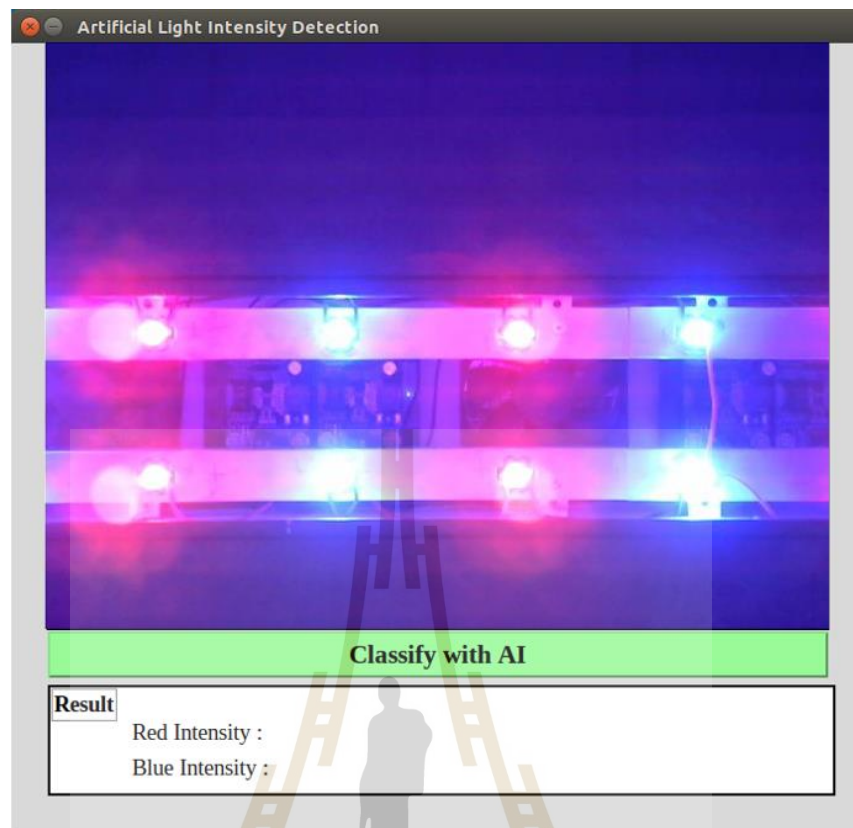 Artificial Light Intensity Detection
Classify with AI
Result
Red Intensity :
Blue Intensity :